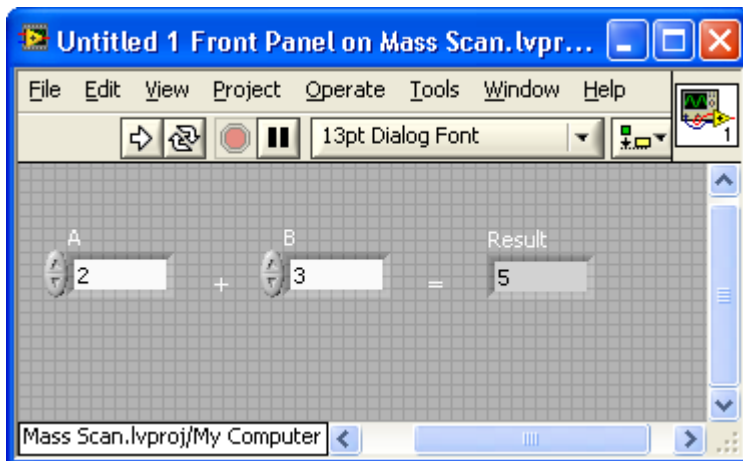 Untitled 1 Front Panel on Mass Scan.lvpr...
File Edit View Project Operate Tools Window Help
13pt Dialog Font
1
A B Result
2 + 3 = 5
Mass Scan.lvproj/My Computer